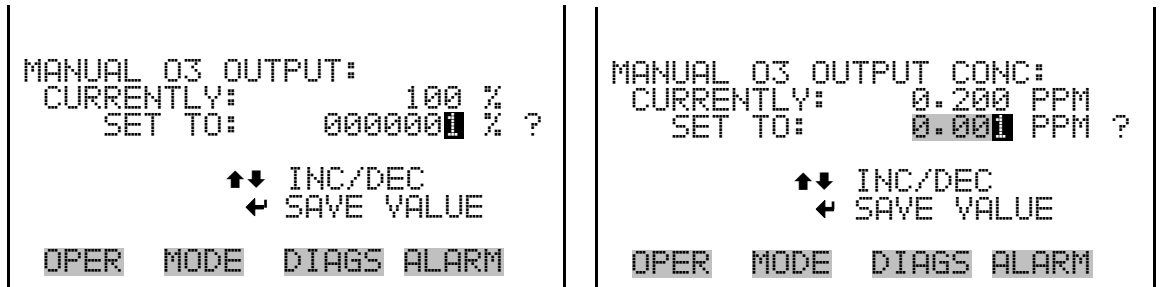 MANUAL O3 OUTPUT:
CURRENTLY: 100 %
SET TO: 0000001 % ?
INC/DEC
SAVE VALUE
OPER MODE DIAGS ALARM
MANUAL O3 OUTPUT CONC:
CURRENTLY: 0.200 PPM
SET TO: 0.001 PPM ?
INC/DEC
SAVE VALUE
OPER MODE DIAGS ALARM